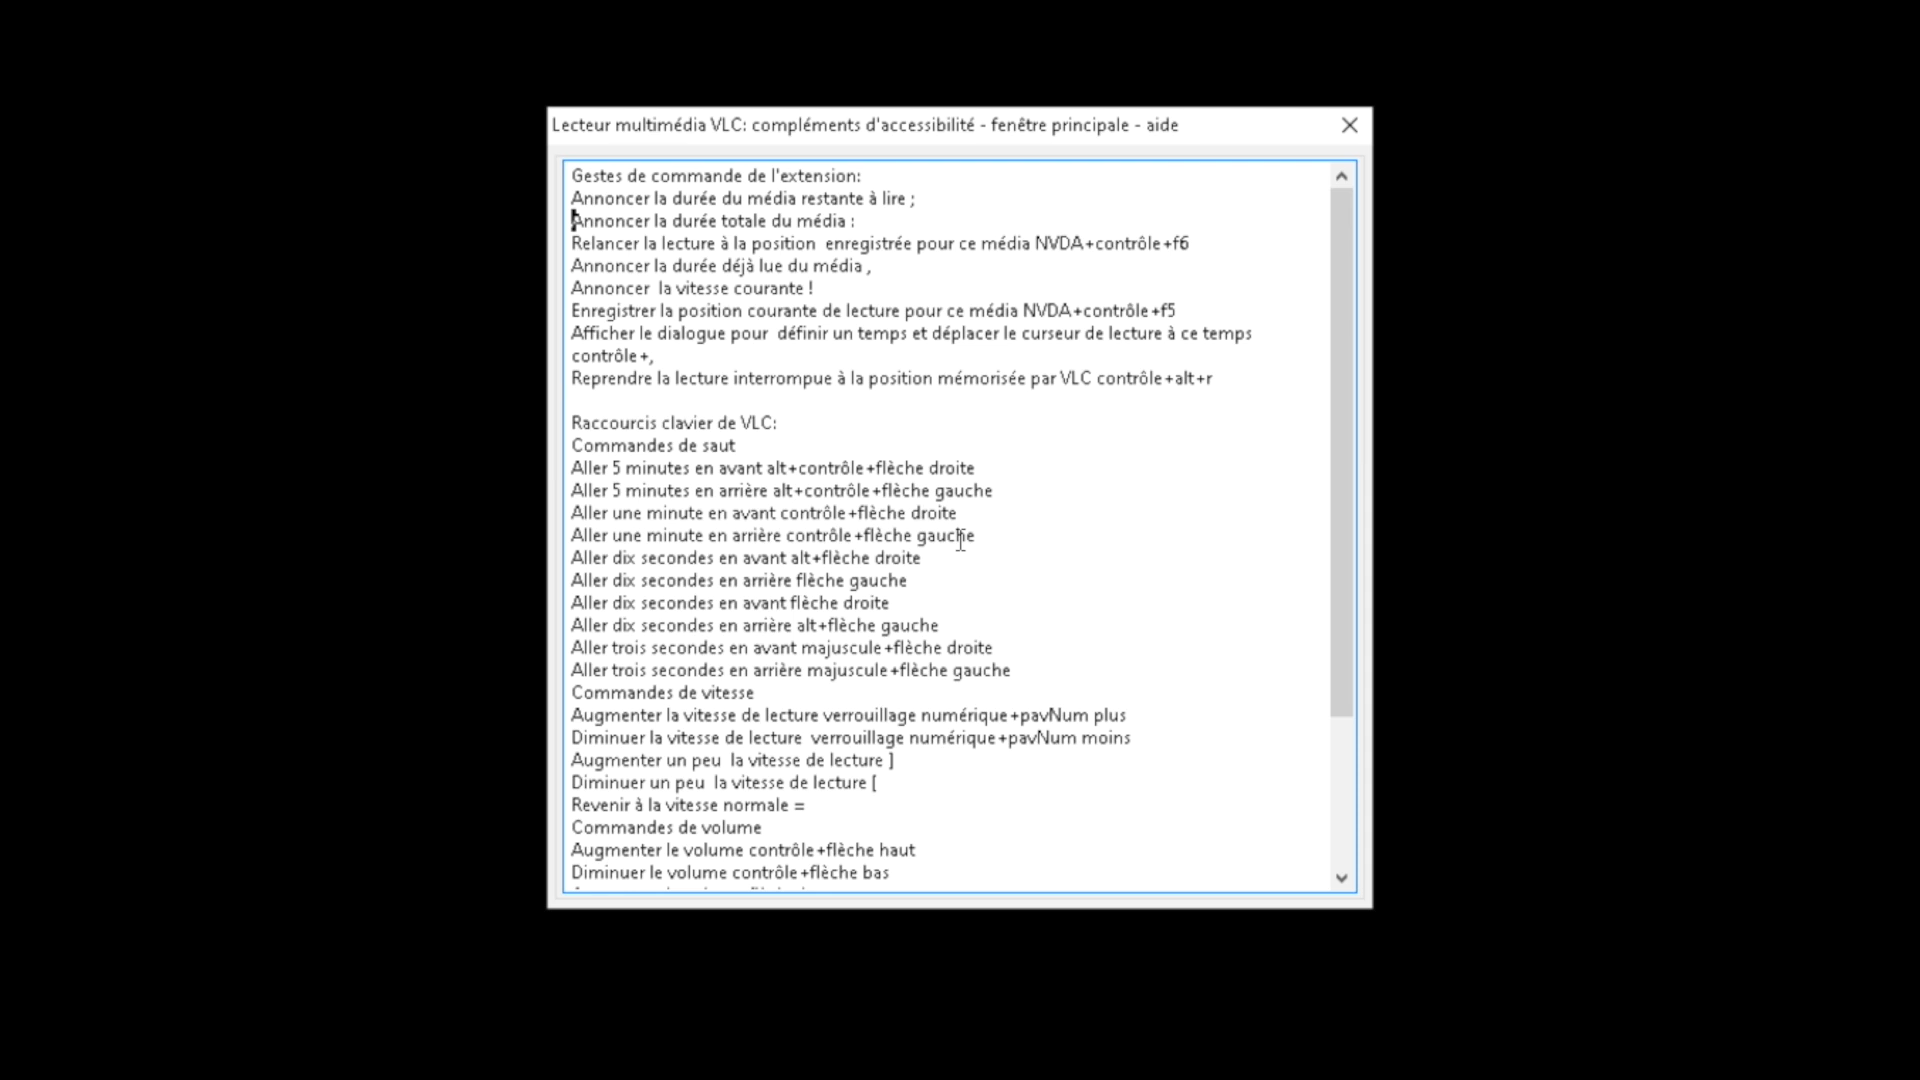 Lecteur multimédia VLC: compléments d'accessibilité - fenêtre principale - aide
Gestes de commande de l'extension:
Annoncer la durée du média restante à lire ;
Annoncer la durée totale du média :
Relancer la lecture à la position  enregistrée pour ce média NVDA+contrôle+f6
Annoncer la durée déjà lue du média ,
Annoncer  la vitesse courante !
Enregistrer la position courante de lecture pour ce média NVDA+contrôle+f5
Afficher le dialogue pour  définir un temps et déplacer le curseur de lecture à ce temps
contrôle+,
Reprendre la lecture interrompue à la position mémorisée par VLC contrôle+alt+r
Raccourcis clavier de VLC:
Commandes de saut
Aller 5 minutes en avant alt+contrôle+flèche droite
Aller 5 minutes en arrière alt+contrôle+flèche gauche
Aller une minute en avant contrôle+flèche droite
Aller une minute en arrière contrôle+flèche gauche
Aller dix secondes en avant alt+flèche droite
Aller dix secondes en arrière flèche gauche
Aller dix secondes en avant flèche droite
Aller dix secondes en arrière alt+flèche gauche
Aller trois secondes en avant majuscule+flèche droite
Aller trois secondes en arrière majuscule+flèche gauche
Commandes de vitesse
Augmenter la vitesse de lecture verrouillage numérique+pavNum plus
Diminuer la vitesse de lecture  verrouillage numérique+pavNum moins
Augmenter un peu  la vitesse de lecture ]
Diminuer un peu  la vitesse de lecture [
Revenir à la vitesse normale =
Commandes de volume
Augmenter le volume contrôle+flèche haut
Diminuer le volume contrôle+flèche bas